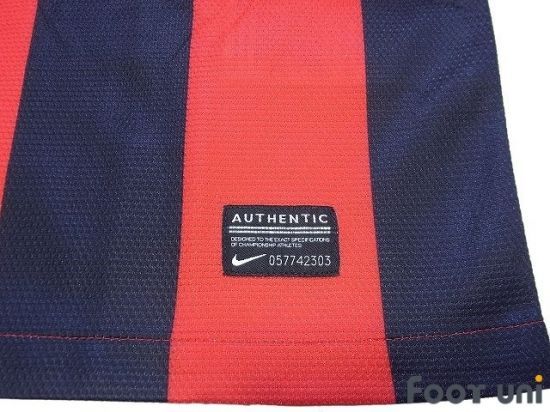 AUTHENTIC
DESIGNED TO THE EXACT SPECIFICATIONS
OF CHAMPIONSHIP ATHLETES
057742303
Foot uni